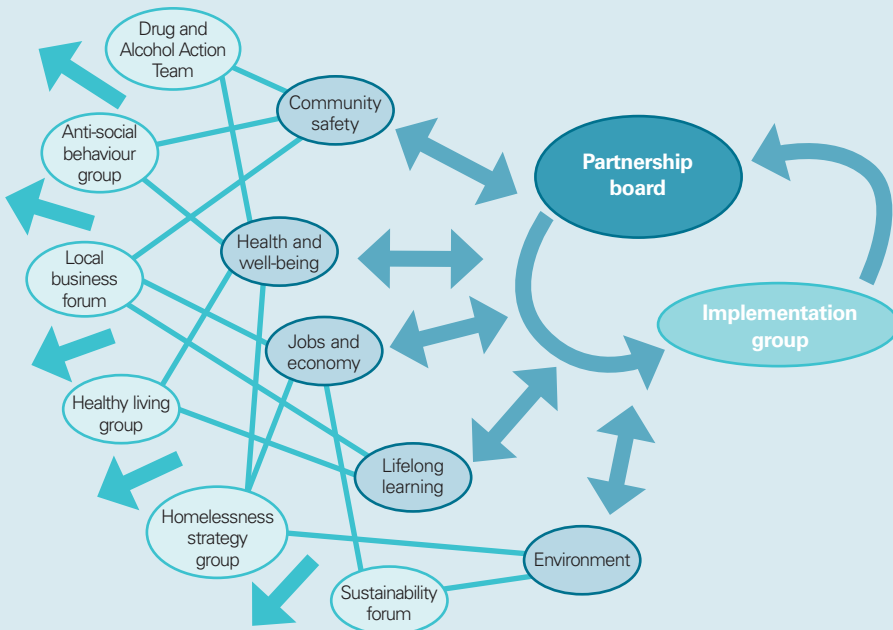 Drug and
Alcohol Action
Team
Community
safety
Anti-social
behaviour
group
Partnership
board
Health and
well-being
Local
business
forum
Implementation
group
Jobs and
economy
Healthy living
group
Lifelong
learning
Homelessness
strategy
group
Environment
Sustainability
forum